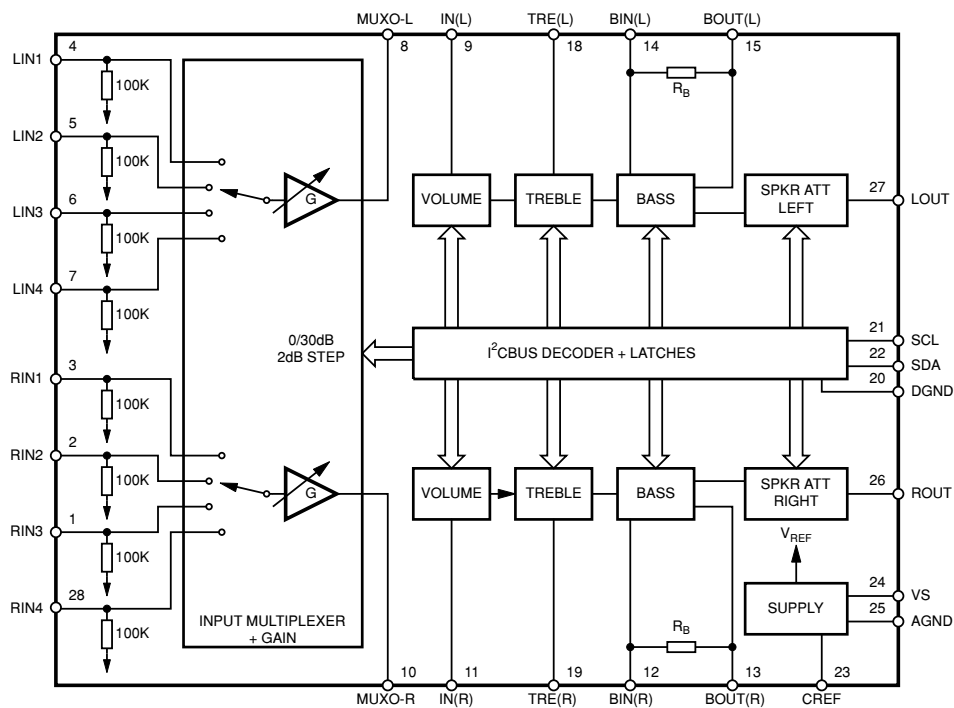 MUXO-L IN(L) TRE(L) BIN(L) BOUT(L)
8 9 18 14 15
LIN1 4
100K
RB
LIN2 5
100K
LIN3 6
100K
LIN4 7
100K
G
VOLUME TREBLE BASS SPKR ATT LEFT 27 LOUT
0/30dB
2dB STEP
I2CBUS DECODER + LATCHES
21 SCL
22 SDA
20 DGND
RIN1 3
100K
RIN2 2
100K
RIN3 1
100K
RIN4 28
100K
G
VOLUME TREBLE BASS SPKR ATT RIGHT 26 ROUT
VREF
SUPPLY
24 VS
25 AGND
INPUT MULTIPLEXER
+ GAIN
RB
10 11 19 12 13 23
MUXO-R IN(R) TRE(R) BIN(R) BOUT(R) CREF